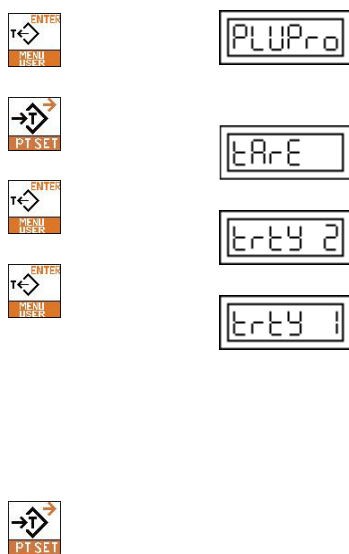 ENTER
T
MENU
USER
PLUPro
T
PT SET
tArE
ENTER
T
MENU
USER
trtY 2
ENTER
T
MENU
USER
trtY 1
T
PT SET